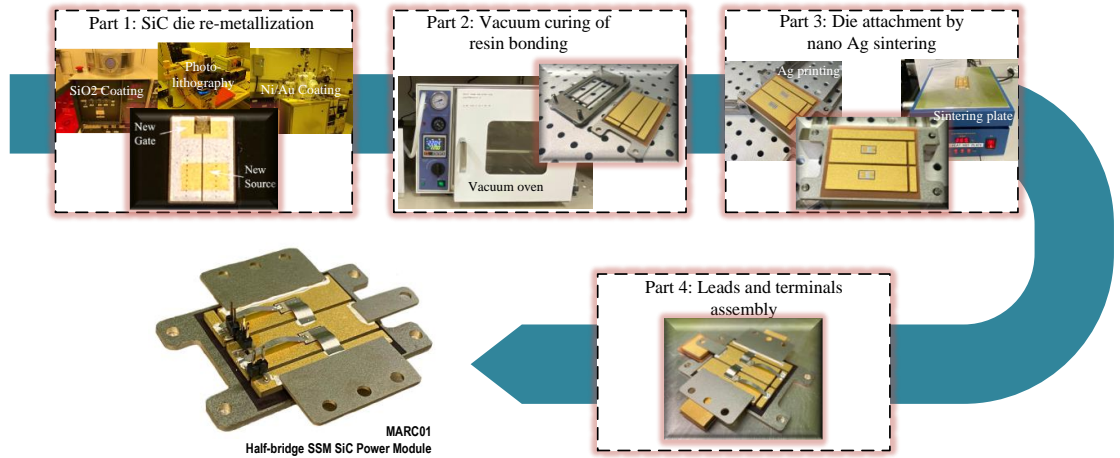 Part 1: SiC die re-metallization
SiO2 Coating
Photo
lithography
Ni/Au Coating
New
Gate
New
Source
Part 2: Vacuum curing of
resin bonding
Vacuum oven
Part 3: Die attachment by
nano Ag sintering
Ag printing
Sintering plate
Part 4: Leads and terminals
assembly
MARC01
Half-bridge SSM SiC Power Module